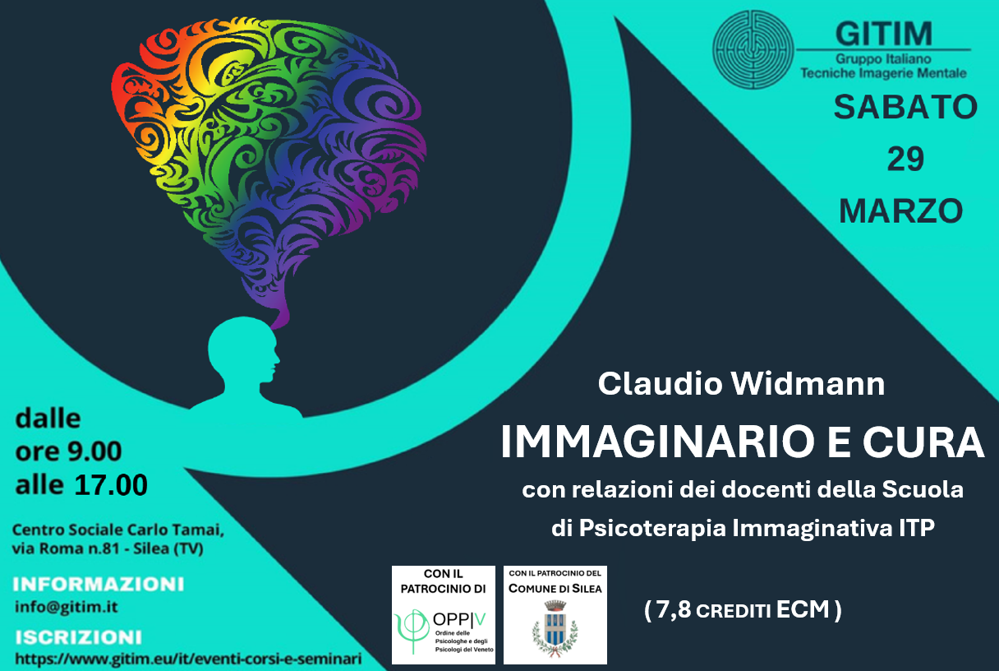 GITIM
Gruppo Italiano
Tecniche Imagerie Mentale
SABATO
29
MARZO
Claudio Widmann
IMMAGINARIO E CURA
con relazioni dei docenti della Scuola
di Psicoterapia Immaginativa ITP
dalle
ore 9.00
alle 17.00
Centro Sociale Carlo Tamai,
via Roma n.81 - Silea (TV)
INFORMAZIONI
info@gitim.it
ISCRIZIONI
https://www.gitim.eu/it/eventi-corsi-e-seminari
CON IL
PATROCINIO DI
OPP|V
Ordine delle
Psicologhe e degli
Psicologi del Veneto
CON IL PATROCINIO DEL
COMUNE DI SILEA
( 7,8 CREDITI ECM )